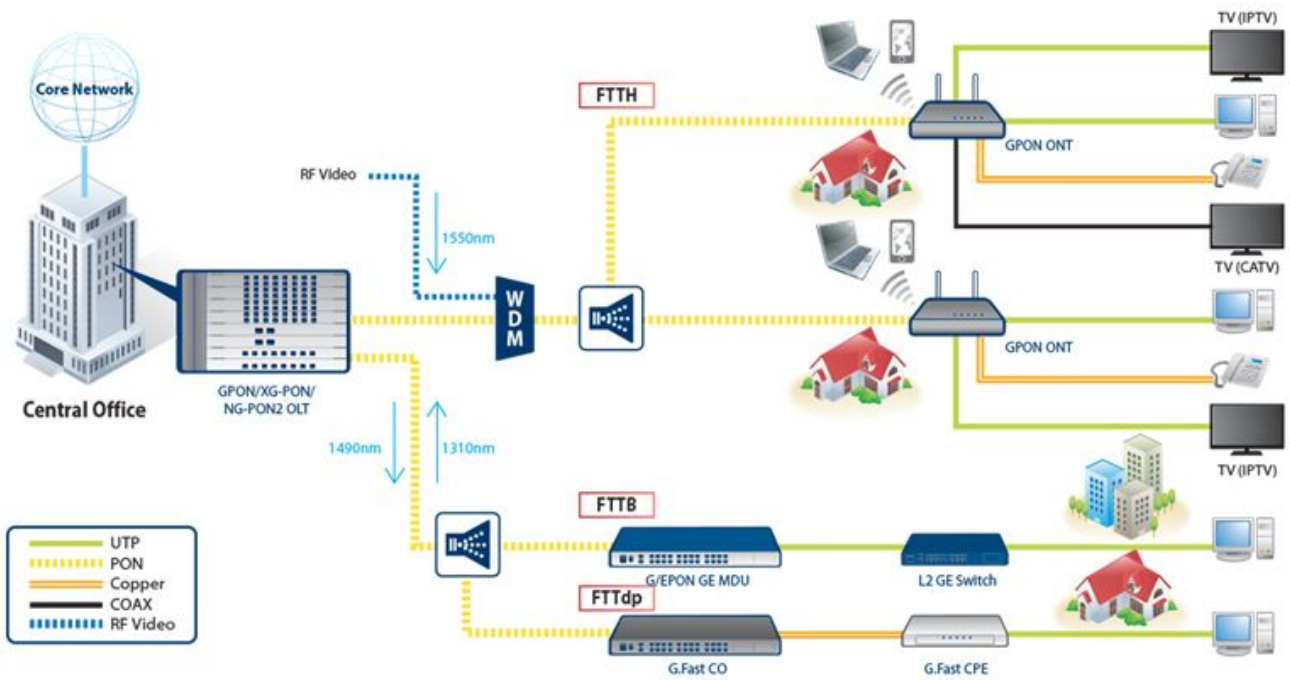 Core Network
Central Office
GPON/XG-PON/
NG-PON2 OLT
RF Video
1550nm
WDM
1490nm
1310nm
FTTH
GPON ONT
TV (IPTV)
TV (CATV)
GPON ONT
TV (IPTV)
FTTB
G/EPON GE MDU
L2 GE Switch
FTTdp
G.Fast CO
G.Fast CPE
UTP
PON
Copper
COAX
RF Video